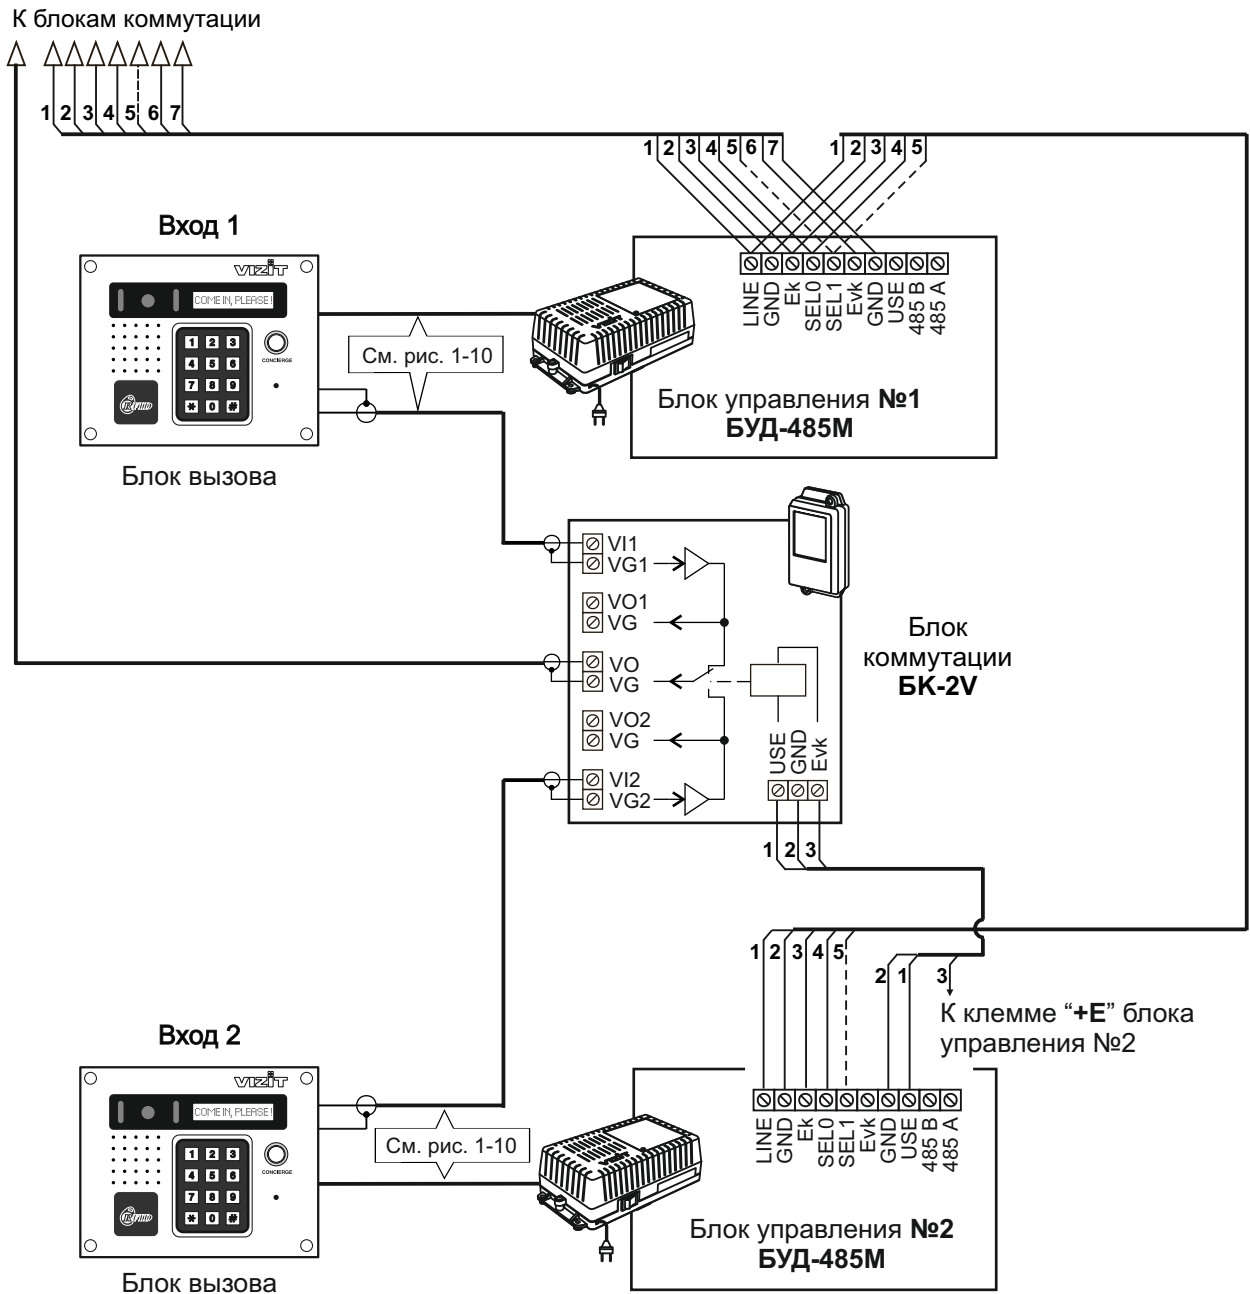 К блокам коммутации
1 2 3 4 5 6 7
1 2 3 4 5 6 7
1 2 3 4 5
Вход 1
VIZIT
COME IN, PLEASE!
1 2 3
4 5 6
7 8 9
* 0 #
CONCIERGE
Блок вызова
См. рис. 1-10
LINE
GND
Ek
SEL0
SEL1
Evk
GND
USE
485 B
485 A
Блок управления №1
БУД-485М
VI1
VG1
VO1
VG
VO
VG
VO2
VG
VI2
VG2
USE
GND
Evk
Блок
коммутации
БК-2V
1 2 3
1 2 3 4 5
2 1 3
К клемме “+E” блока
управления №2
Вход 2
VIZIT
COME IN, PLEASE!
1 2 3
4 5 6
7 8 9
* 0 #
CONCIERGE
Блок вызова
См. рис. 1-10
LINE
GND
Ek
SEL0
SEL1
Evk
GND
USE
485 B
485 A
Блок управления №2
БУД-485М